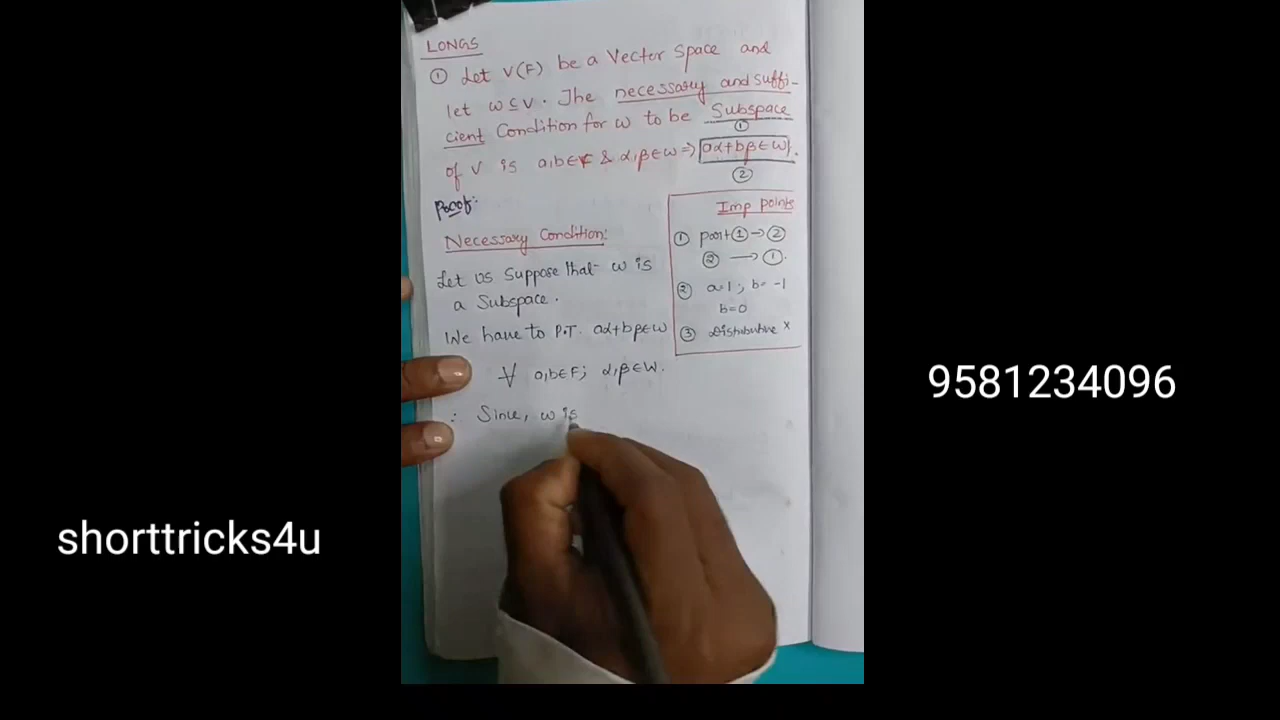 LONGS
① Let V(F) be a Vector Space and
let W ⊆ V. The necessary and suffi-
cient Condition for W to be Subspace
①
of V is a,b∈F & α,β∈W ⇒ aα+bβ∈W.
②
Proof:
Necessary Condition:
Let us Suppose that W is
a Subspace.
We have to P.T. aα+bβ∈W
∀ a,b∈F; α,β∈W.
∴ Since, W is
Imp points
① part ① → ②
② → ①.
② a=1; b=-1
b=0
③ Distributive x
9581234096
shorttricks4u